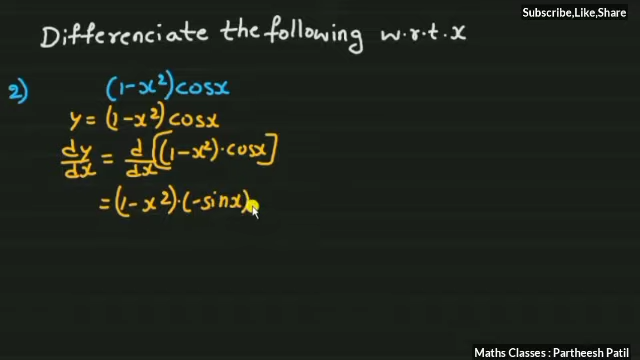 Subscribe,Like,Share
Differenciate the following w.r.t.x
2) (1-x²)cosx
y = (1-x²)cosx
dy/dx = d/dx[(1-x²)·cosx]
= (1-x²)·(-sinx)
Maths Classes : Partheesh Patil